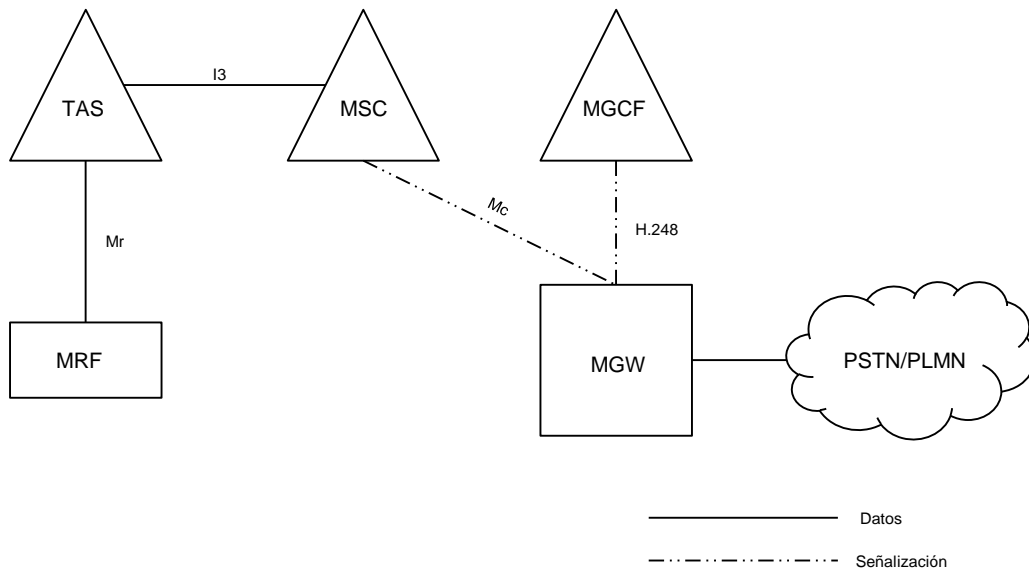 I3
TAS
MSC
MGCF
Mc
Mr
H.248
MRF
MGW
PSTN/PLMN
Datos
Señalización